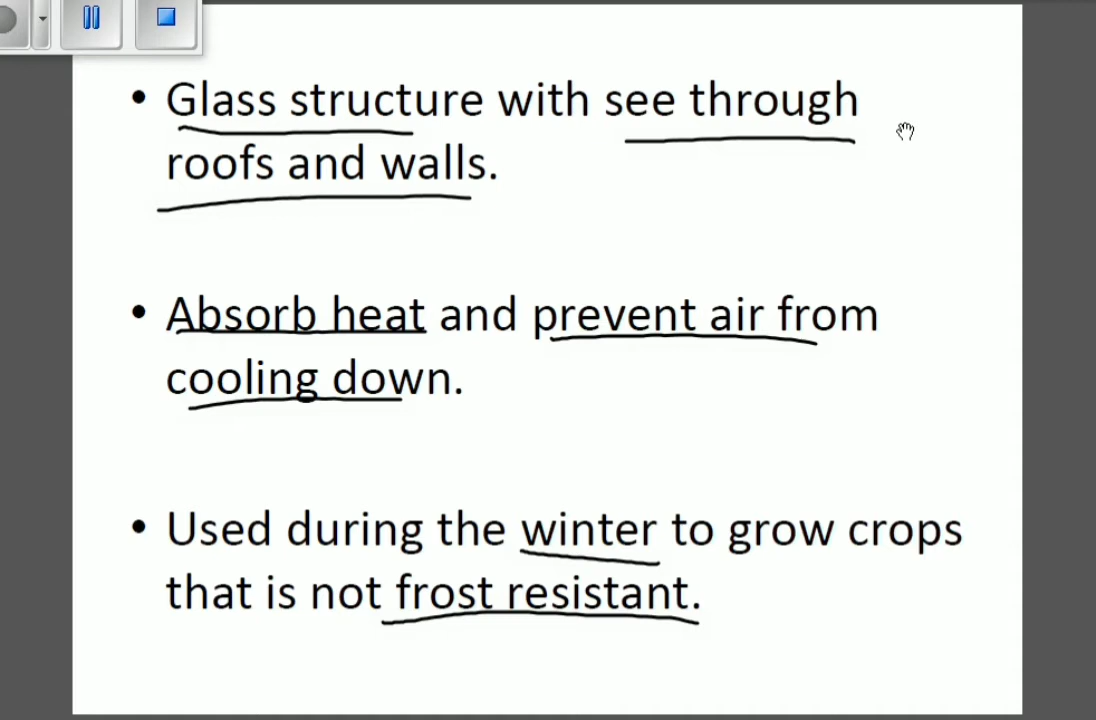 • Glass structure with see through
roofs and walls.
• Absorb heat and prevent air from
cooling down.
• Used during the winter to grow crops
that is not frost resistant.